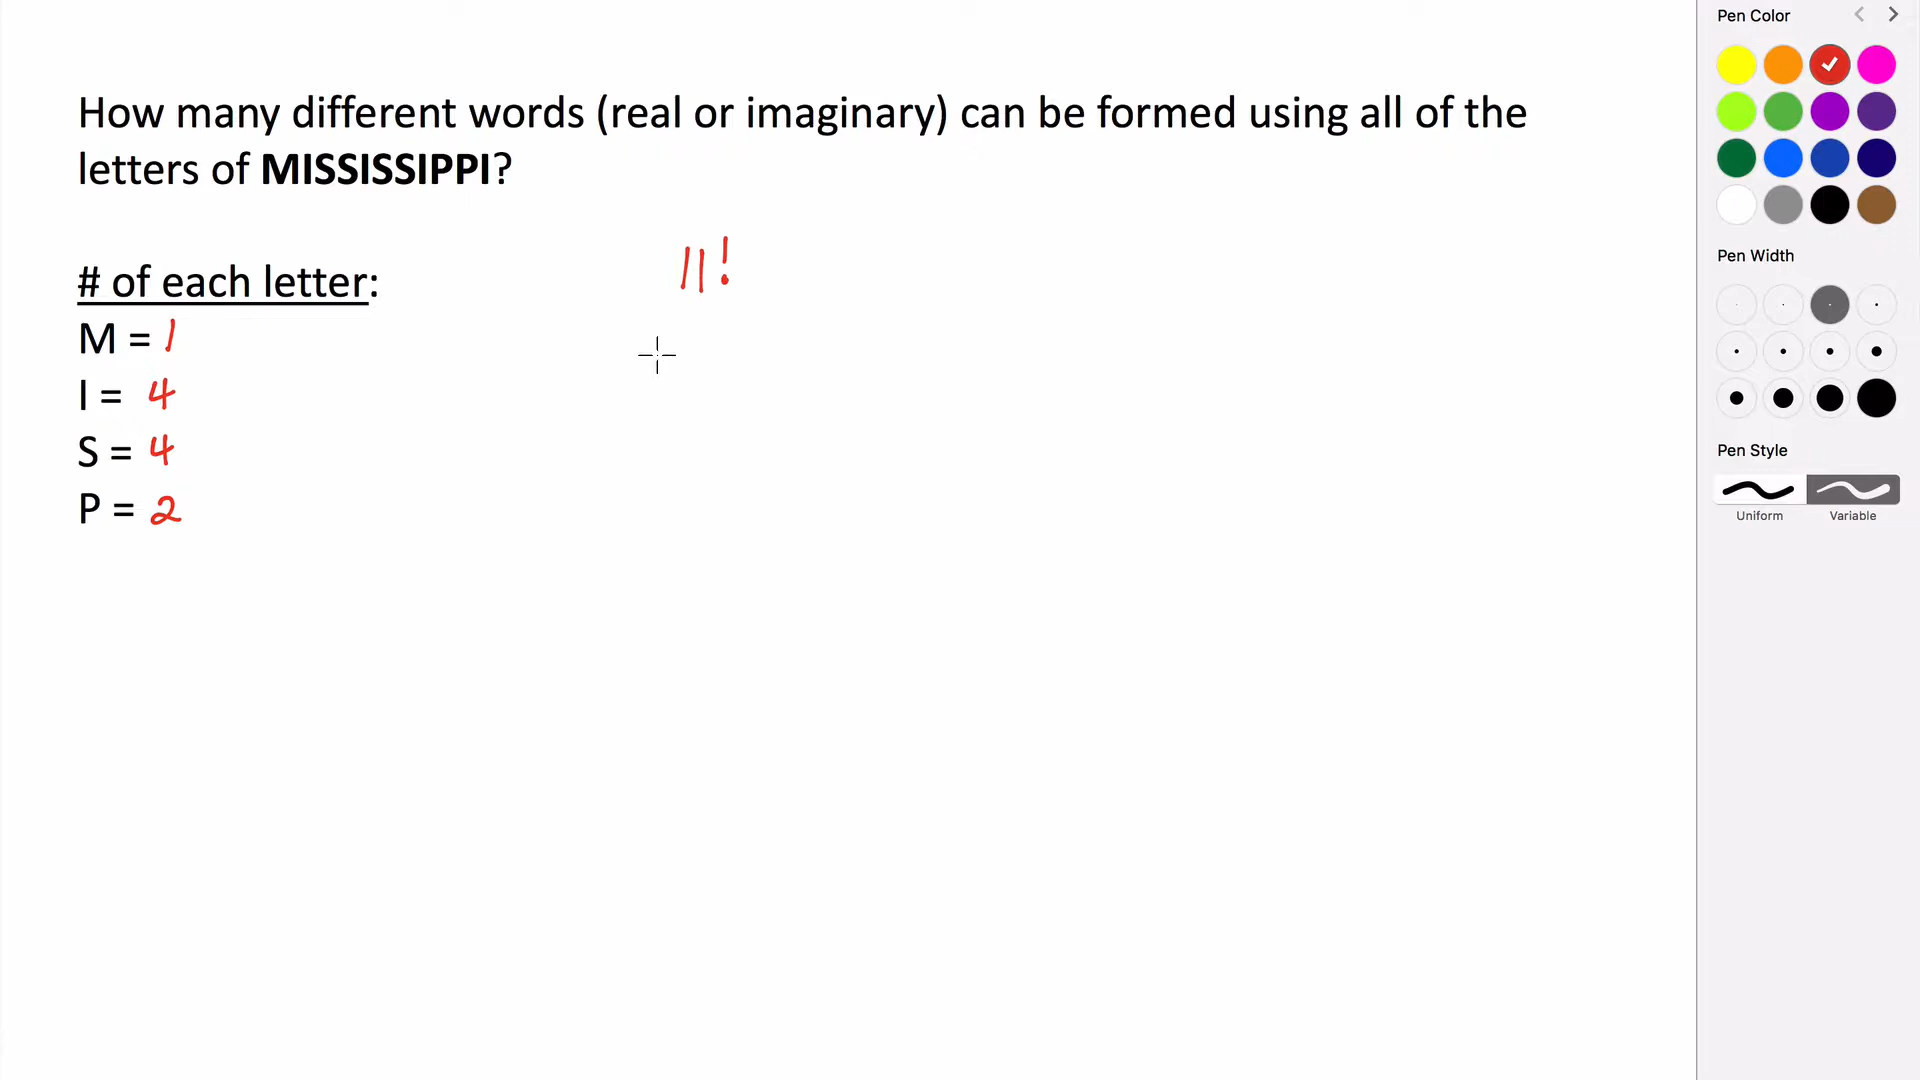 How many different words (real or imaginary) can be formed using all of the
letters of MISSISSIPPI?
# of each letter:
11!
M = 1
I = 4
S = 4
P = 2
Pen Color
Pen Width
Pen Style
Uniform
Variable